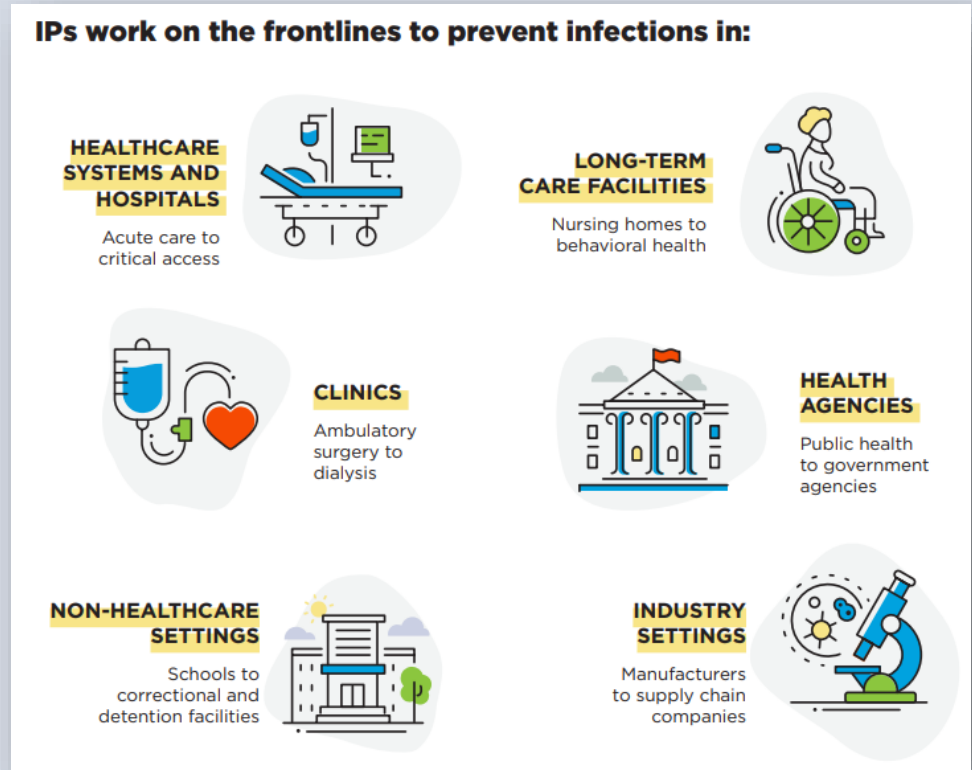 IPs work on the frontlines to prevent infections in:
HEALTHCARE
SYSTEMS AND
HOSPITALS
Acute care to
critical access
LONG-TERM
CARE FACILITIES
Nursing homes to
behavioral health
CLINICS
Ambulatory
surgery to
dialysis
HEALTH
AGENCIES
Public health
to government
agencies
NON-HEALTHCARE
SETTINGS
Schools to
correctional and
detention facilities
INDUSTRY
SETTINGS
Manufacturers
to supply chain
companies